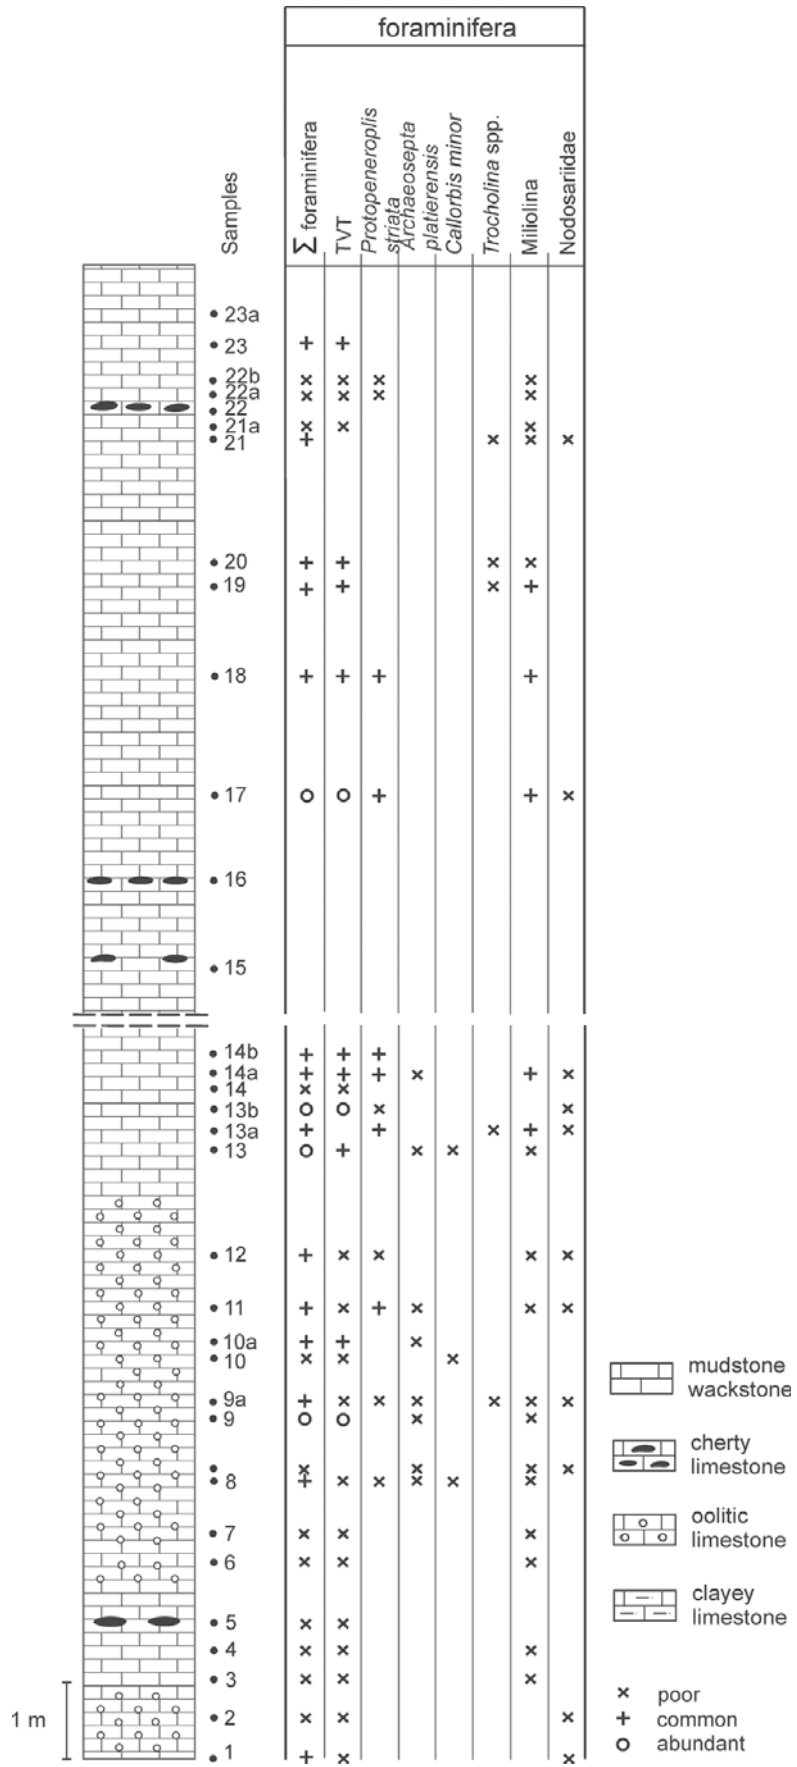 foraminifera
Samples
Σ foraminifera
TVT
Protopeneroplis
striata
Archaeosepta
platierensis
Callorbis minor
Trocholina spp.
Miliolina
Nodosariidae
23a
23 + +
22b x x x x
22a x x x x
22
21a x x x
21 + x x x
20 + + x x
19 + + x +
18 + + + +
17 o o + + x
16
15
14b + + +
14a + + + x + x
14 x x
13b o o x x
13a + + x + x
13 o + x x x
12 + x x x x
11 + x + x x x
10a + + x
10 x x x
9a + x x x x x x
9 o o x x
x x x x
8 + x x x x x
7 x x x
6 x x x
5 x x
4 x x x
3 x x x
2 x x x
1 + x x
1 m
mudstone
wackstone
cherty
limestone
oolitic
limestone
clayey
limestone
x poor
+ common
o abundant